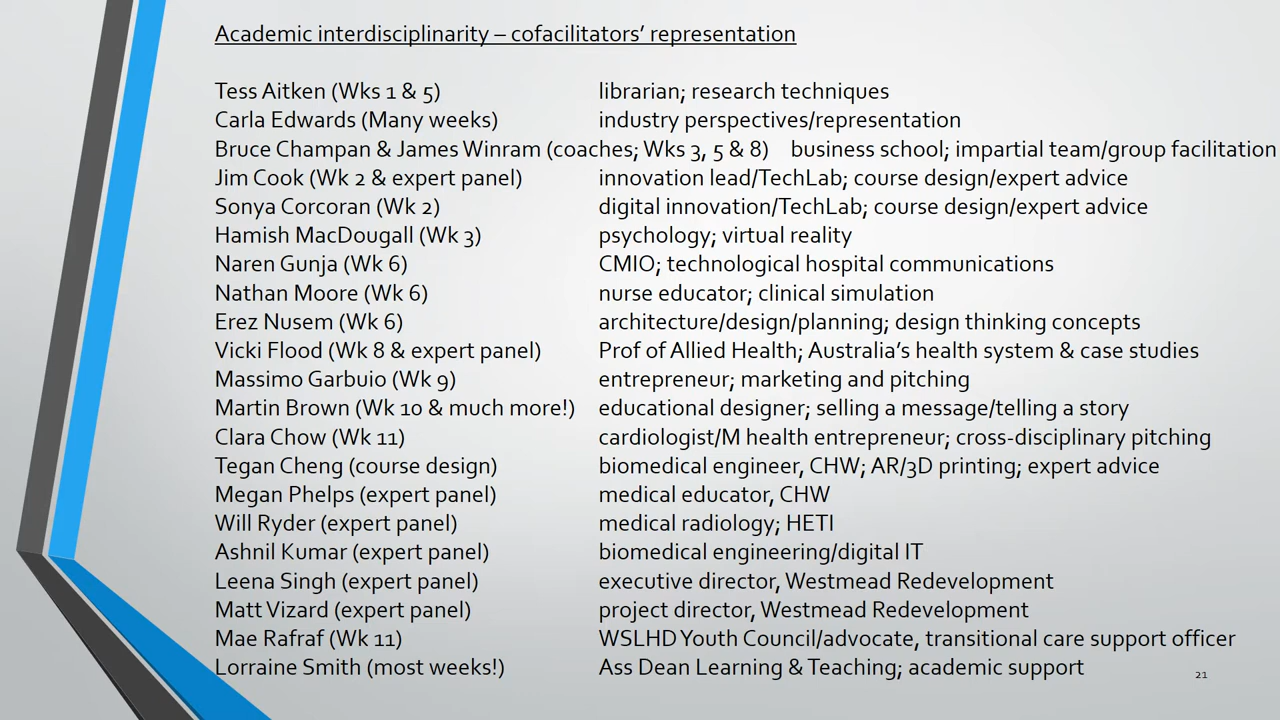 Academic interdisciplinarity – cofacilitators’ representation
Tess Aitken (Wks 1 & 5) librarian; research techniques
Carla Edwards (Many weeks) industry perspectives/representation
Bruce Champan & James Winram (coaches; Wks 3, 5 & 8) business school; impartial team/group facilitation
Jim Cook (Wk 2 & expert panel) innovation lead/TechLab; course design/expert advice
Sonya Corcoran (Wk 2) digital innovation/TechLab; course design/expert advice
Hamish MacDougall (Wk 3) psychology; virtual reality
Naren Gunja (Wk 6) CMIO; technological hospital communications
Nathan Moore (Wk 6) nurse educator; clinical simulation
Erez Nusem (Wk 6) architecture/design/planning; design thinking concepts
Vicki Flood (Wk 8 & expert panel) Prof of Allied Health; Australia’s health system & case studies
Massimo Garbuio (Wk 9) entrepreneur; marketing and pitching
Martin Brown (Wk 10 & much more!) educational designer; selling a message/telling a story
Clara Chow (Wk 11) cardiologist/M health entrepreneur; cross-disciplinary pitching
Tegan Cheng (course design) biomedical engineer, CHW; AR/3D printing; expert advice
Megan Phelps (expert panel) medical educator, CHW
Will Ryder (expert panel) medical radiology; HETI
Ashnil Kumar (expert panel) biomedical engineering/digital IT
Leena Singh (expert panel) executive director, Westmead Redevelopment
Matt Vizard (expert panel) project director, Westmead Redevelopment
Mae Rafraf (Wk 11) WSLHD Youth Council/advocate, transitional care support officer
Lorraine Smith (most weeks!) Ass Dean Learning & Teaching; academic support
21